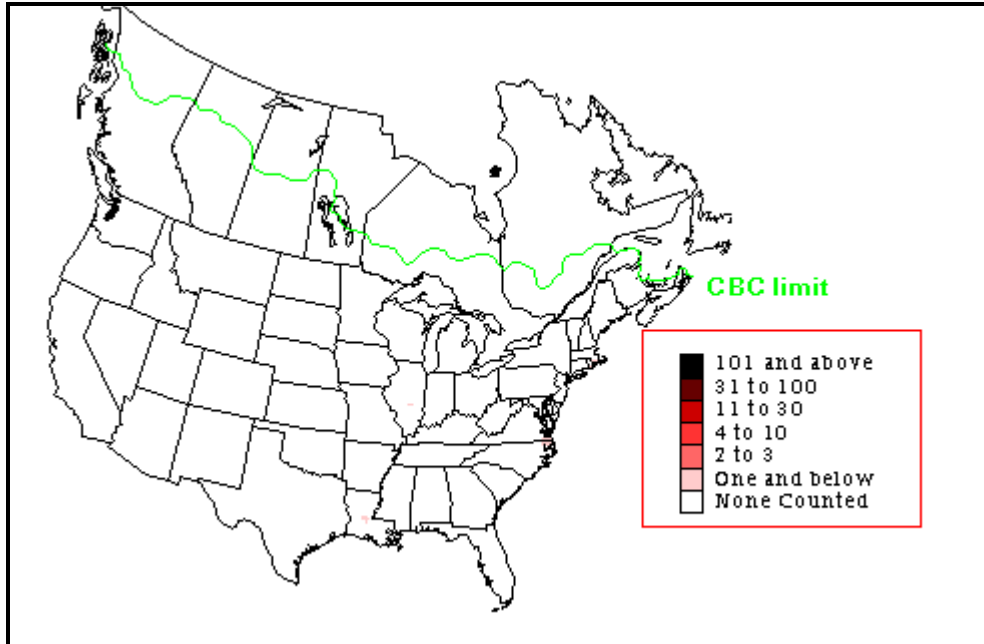 CBC limit
101 and above
31 to 100
11 to 30
4 to 10
2 to 3
One and below
None Counted